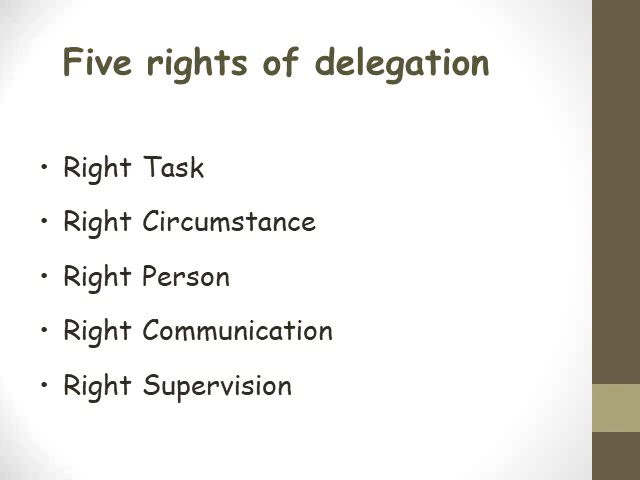 Five rights of delegation
• Right Task
• Right Circumstance
• Right Person
• Right Communication
• Right Supervision